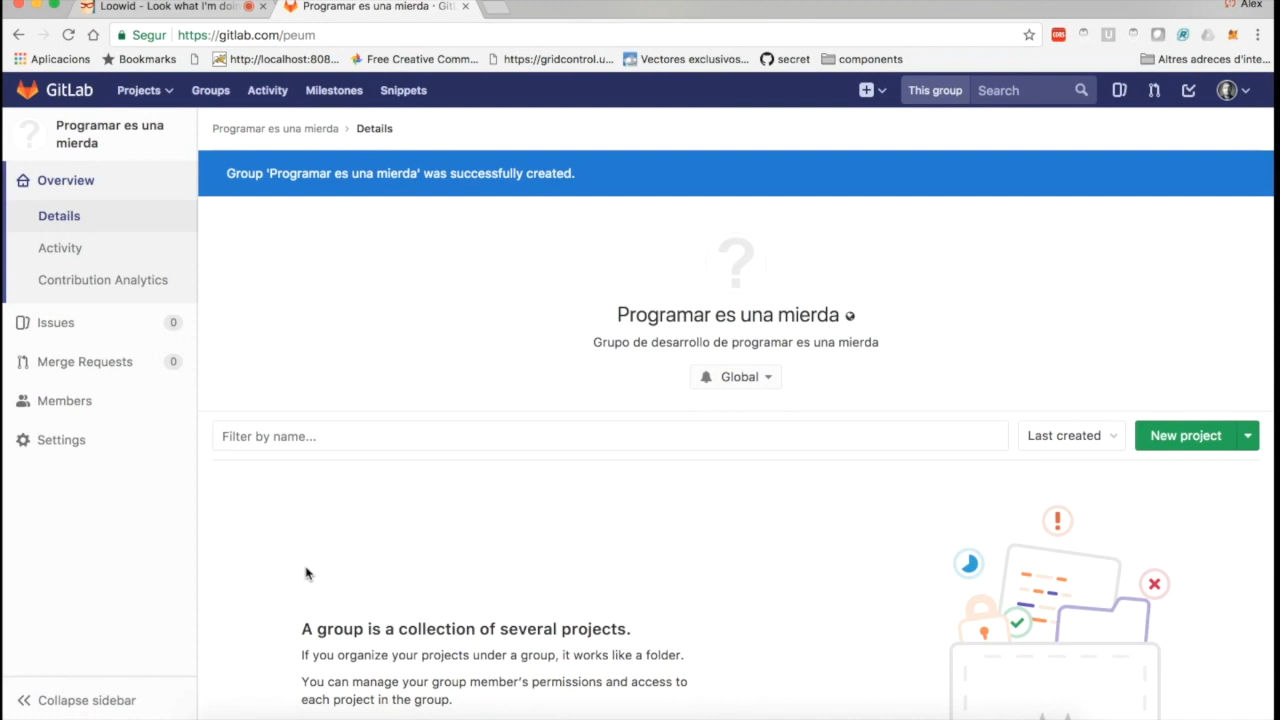 Loowid - Look what I'm doi
Programar es una mierda · Git
Alex
Segur https://gitlab.com/peum
Aplicacions Bookmarks http://localhost:808... Free Creative Comm... https://gridcontrol.u... Vectores exclusivos... secret components Altres adreces d'inte...
GitLab Projects Groups Activity Milestones Snippets This group Search
Programar es una
mierda
Programar es una mierda › Details
Group 'Programar es una mierda' was successfully created.
Overview
Details
Activity
Contribution Analytics
Issues 0
Merge Requests 0
Members
Settings
Programar es una mierda
Grupo de desarrollo de programar es una mierda
Global
Filter by name... Last created New project
A group is a collection of several projects.
If you organize your projects under a group, it works like a folder.
You can manage your group member's permissions and access to
each project in the group.
Collapse sidebar